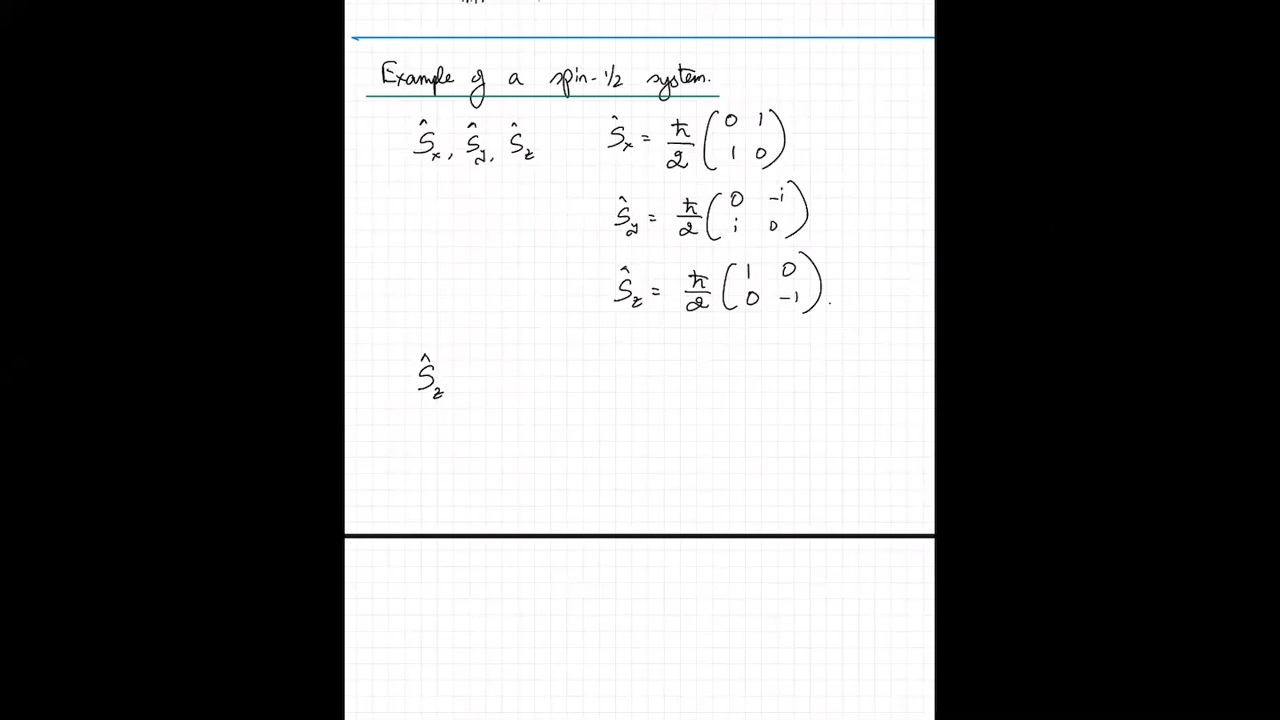 Example of a spin-1/2 system.
Ŝx, Ŝy, Ŝz Ŝx = ħ/2 ( 0 1 ; 1 0 )
Ŝy = ħ/2 ( 0 -i ; i 0 )
Ŝz = ħ/2 ( 1 0 ; 0 -1 ).
Ŝz